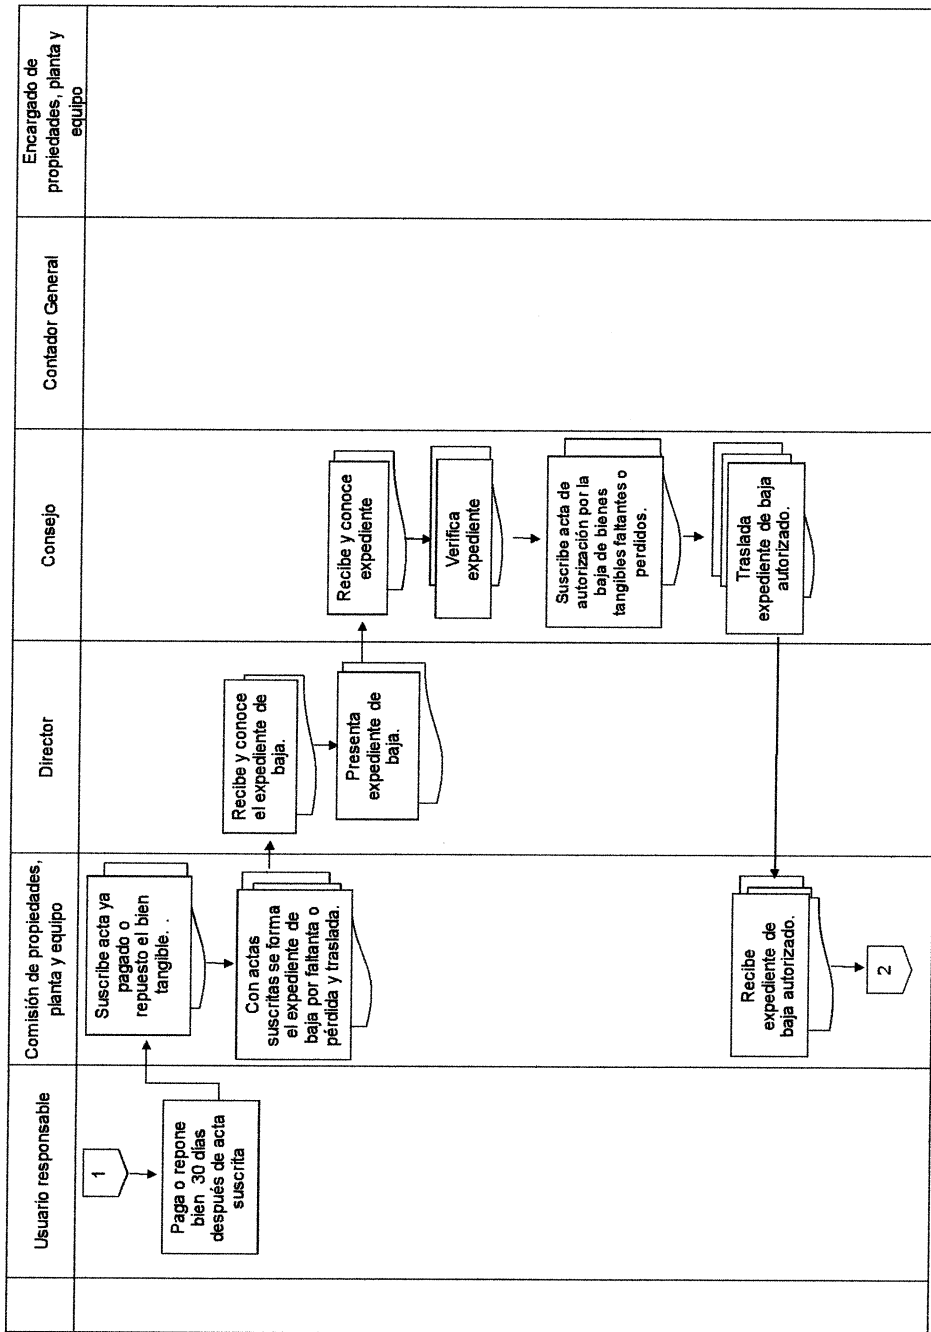 Usuario responsable
Comisión de propiedades,
planta y equipo
Director
Consejo
Contador General
Encargado de
propiedades, planta y
equipo
1
Paga o repone
bien 30 días
después de acta
suscrita
Suscribe acta ya
pagado o
repuesto el bien
tangible. .
Con actas
suscritas se forma
el expediente de
baja por faltanta o
pérdida y traslada.
Recibe y conoce
el expediente de
baja.
Presenta
expediente de
baja.
Recibe y conoce
expediente
Verifica
expediente
Suscribe acta de
autorización por la
baja de bienes
tangibles faltantes o
perdidos.
Traslada
expediente de baja
autorizado.
Recibe
expediente de
baja autorizado.
2